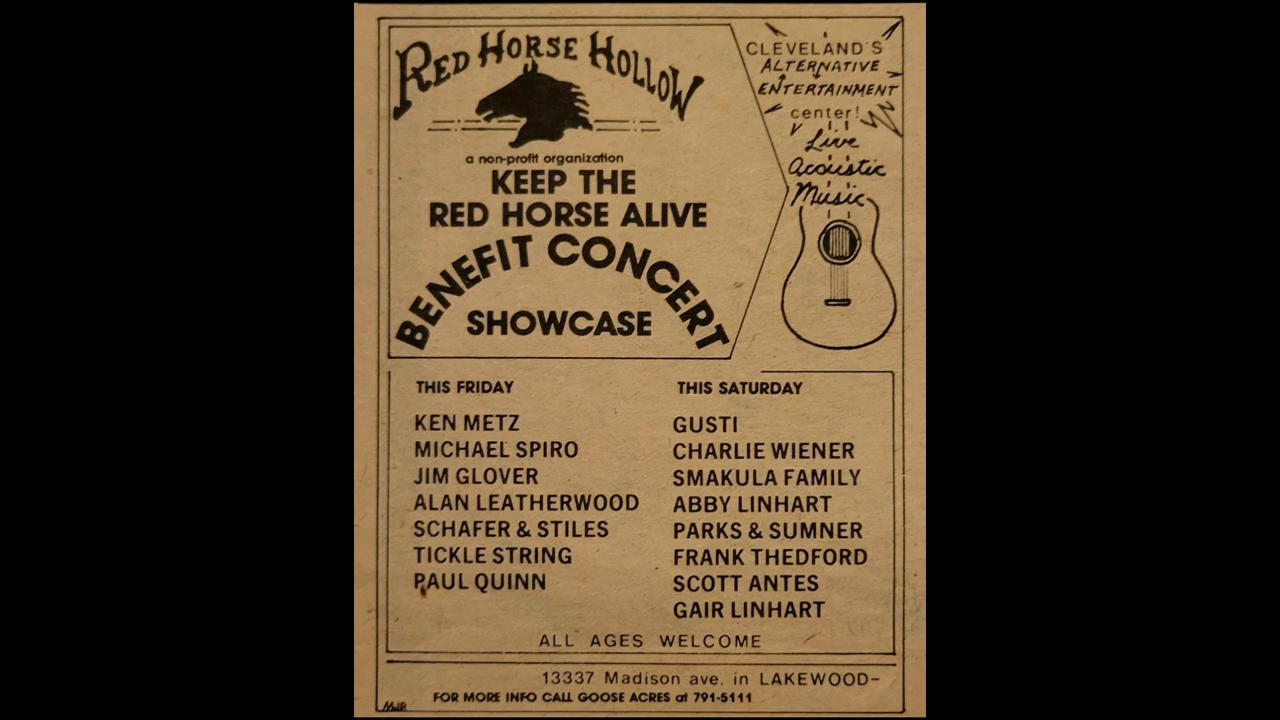 RED HORSE HOLLOW
a non-profit organization
KEEP THE
RED HORSE ALIVE
BENEFIT CONCERT
SHOWCASE
CLEVELAND'S
ALTERNATIVE
ENTERTAINMENT
center!
Live
Acoustic
Music
THIS FRIDAY
KEN METZ
MICHAEL SPIRO
JIM GLOVER
ALAN LEATHERWOOD
SCHAFER & STILES
TICKLE STRING
PAUL QUINN
THIS SATURDAY
GUSTI
CHARLIE WIENER
SMAKULA FAMILY
ABBY LINHART
PARKS & SUMNER
FRANK THEDFORD
SCOTT ANTES
GAIR LINHART
ALL AGES WELCOME
13337 Madison ave. in LAKEWOOD–
FOR MORE INFO CALL GOOSE ACRES at 791-5111